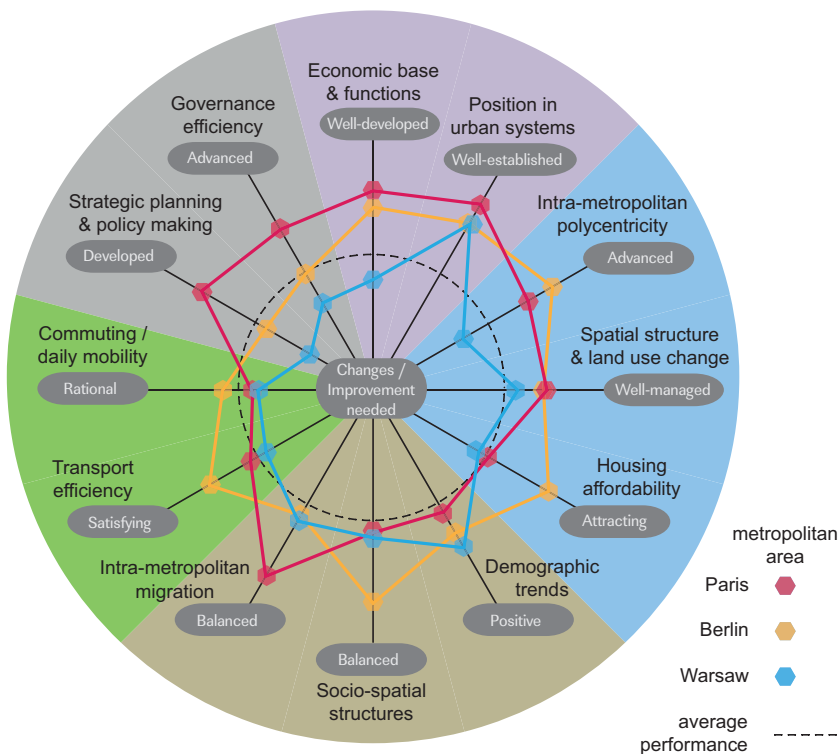 Economic base
& functions
Well-developed
Position in
urban systems
Well-established
Intra-metropolitan
polycentricity
Advanced
Spatial structure
& land use change
Well-managed
Housing
affordability
Attracting
Demographic
trends
Positive
Socio-spatial
structures
Balanced
Intra-metropolitan
migration
Balanced
Transport
efficiency
Satisfying
Commuting /
daily mobility
Rational
Strategic planning
& policy making
Developed
Governance
efficiency
Advanced
Changes /
Improvement
needed
metropolitan
area
Paris
Berlin
Warsaw
average
performance